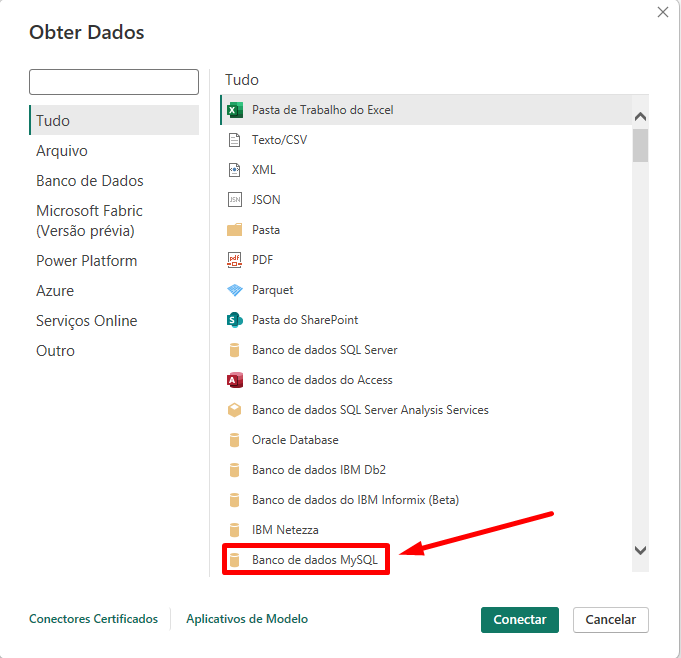 Obter Dados
Tudo
Arquivo
Banco de Dados
Microsoft Fabric
(Versão prévia)
Power Platform
Azure
Serviços Online
Outro
Tudo
Pasta de Trabalho do Excel
Texto/CSV
XML
JSON
Pasta
PDF
Parquet
Pasta do SharePoint
Banco de dados SQL Server
Banco de dados do Access
Banco de dados SQL Server Analysis Services
Oracle Database
Banco de dados IBM Db2
Banco de dados do IBM Informix (Beta)
IBM Netezza
Banco de dados MySQL
Conectores Certificados
Aplicativos de Modelo
Conectar
Cancelar